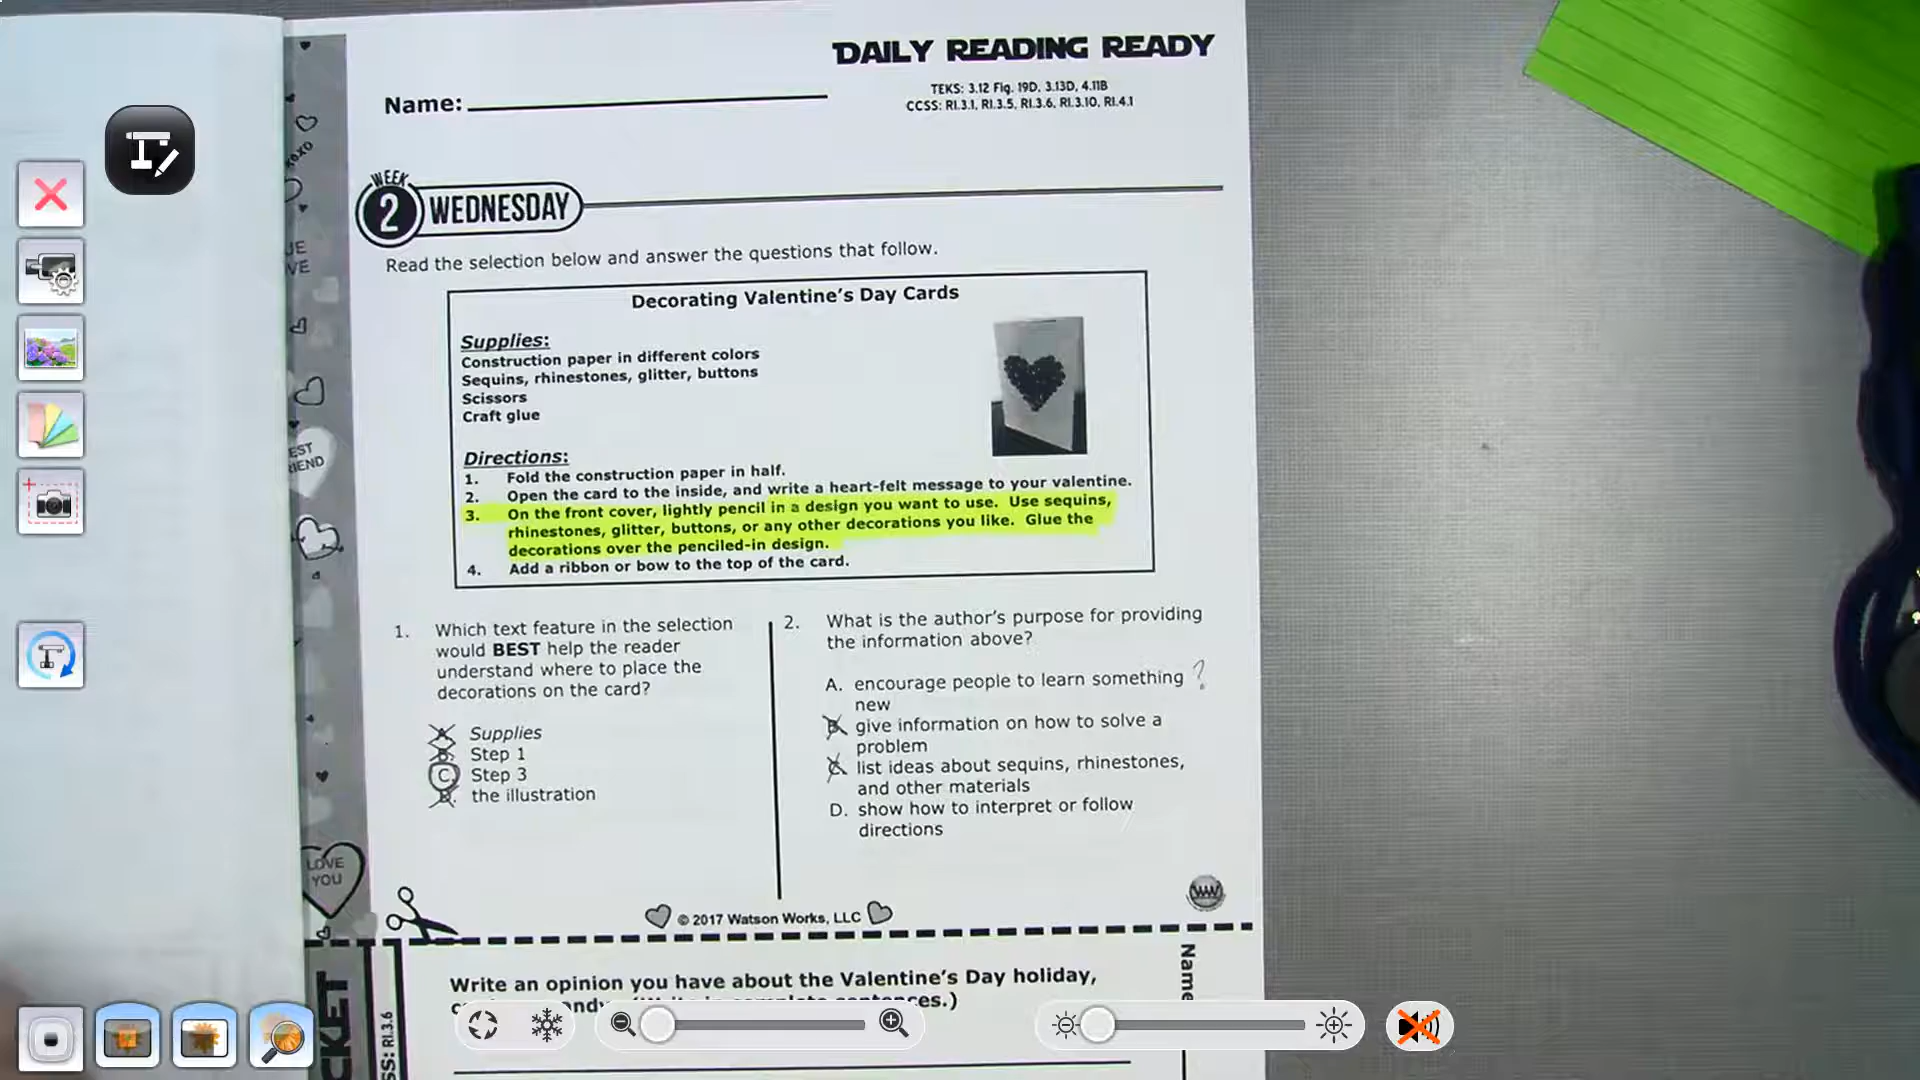 DAILY READING READY
TEKS: 3.12 Fig. 19D, 3.13D, 4.11B
CCSS: RI.3.1, RI.3.5, RI.3.6, RI.3.10, RI.4.1
Name:
WEEK
2 WEDNESDAY
Read the selection below and answer the questions that follow.
Decorating Valentine's Day Cards
Supplies:
Construction paper in different colors
Sequins, rhinestones, glitter, buttons
Scissors
Craft glue
Directions:
1. Fold the construction paper in half.
2. Open the card to the inside, and write a heart-felt message to your valentine.
3. On the front cover, lightly pencil in a design you want to use. Use sequins,
rhinestones, glitter, buttons, or any other decorations you like. Glue the
decorations over the penciled-in design.
4. Add a ribbon or bow to the top of the card.
1. Which text feature in the selection
would BEST help the reader
understand where to place the
decorations on the card?
A. Supplies
B. Step 1
C. Step 3
D. the illustration
2. What is the author's purpose for providing
the information above?
A. encourage people to learn something ?
new
B. give information on how to solve a
problem
C. list ideas about sequins, rhinestones,
and other materials
D. show how to interpret or follow
directions
XOXO
EST
IEND
LOVE
YOU
© 2017 Watson Works, LLC
WW
Write an opinion you have about the Valentine's Day holiday,
Name
CKET
SS: RI.3.6